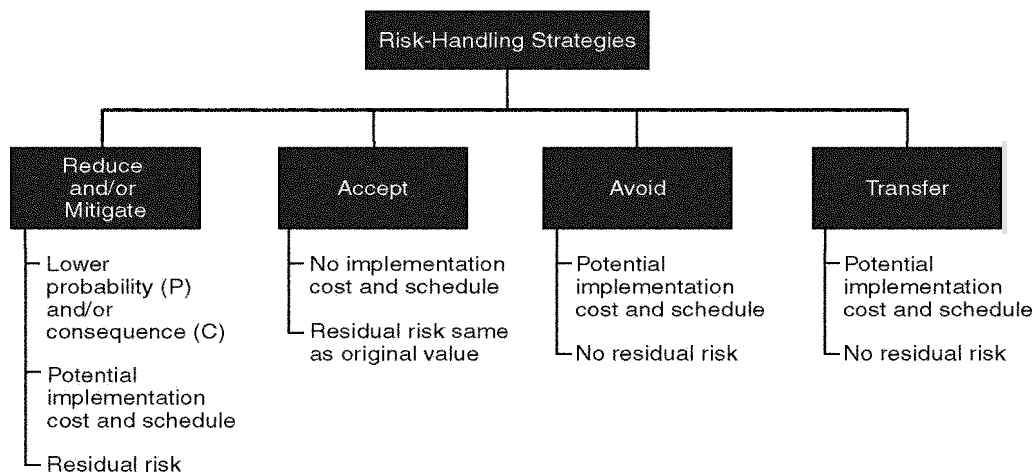 Risk-Handling Strategies
Reduce
and/or
Mitigate
Lower
probability (P)
and/or
consequence (C)
Potential
implementation
cost and schedule
Residual risk
Accept
No implementation
cost and schedule
Residual risk same
as original value
Avoid
Potential
implementation
cost and schedule
No residual risk
Transfer
Potential
implementation
cost and schedule
No residual risk